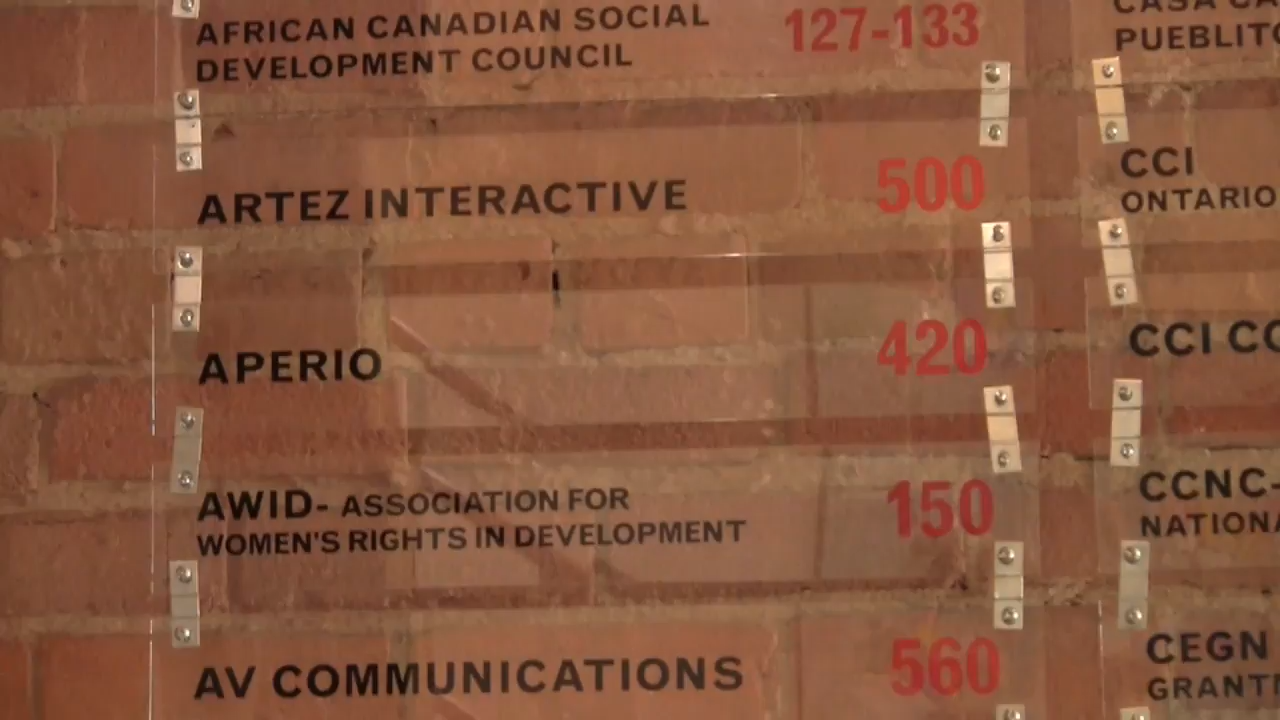 AFRICAN CANADIAN SOCIAL
DEVELOPMENT COUNCIL
127-133
ARTEZ INTERACTIVE
500
APERIO
420
AWID- ASSOCIATION FOR
WOMEN'S RIGHTS IN DEVELOPMENT
150
AV COMMUNICATIONS
560
CASA
PUEBLITO
CCI
ONTARIO
CCI
CCNC-
CEGN